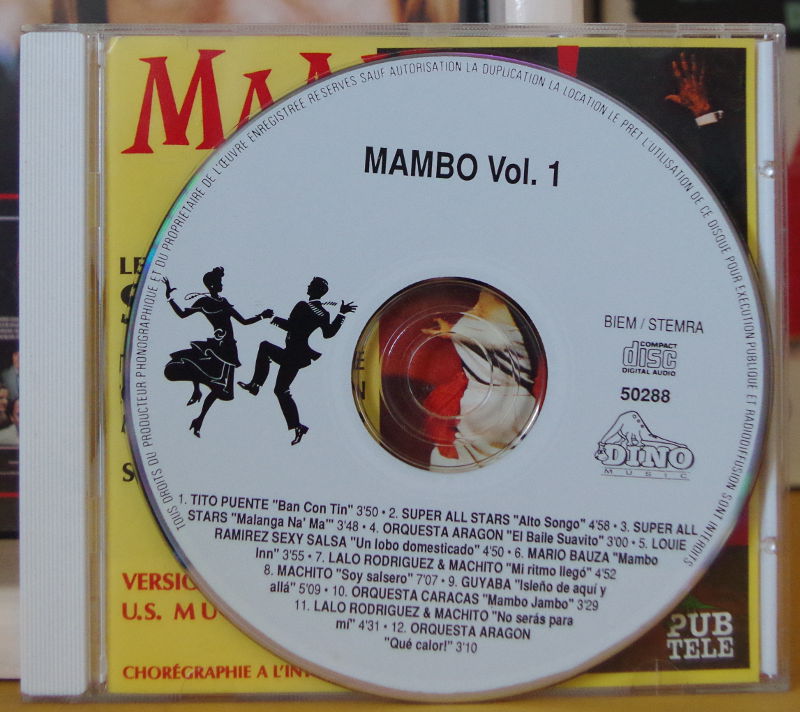 MAM !
TOUS DROITS DU PRODUCTEUR PHONOGRAPHIQUE ET DU PROPRIETAIRE DE L'ŒUVRE ENREGISTREE RESERVES SAUF AUTORISATION LA DUPLICATION LA LOCATION LE PRET L'UTILISATION DE CE DISQUE POUR EXECUTION PUBLIQUE ET RADIODIFFUSION SONT INTERDITS
MAMBO Vol. 1
LE
BIEM / STEMRA
COMPACT
disc
DIGITAL AUDIO
50288
DINO
MUSIC
1. TITO PUENTE "Ban Con Tin" 3'50 • 2. SUPER ALL STARS "Alto Songo" 4'58 • 3. SUPER ALL
STARS "Malanga Na' Ma'" 3'48 • 4. ORQUESTA ARAGON "El Baile Suavito" 3'00 • 5. LOUIE
RAMIREZ SEXY SALSA "Un lobo domesticado" 4'50 • 6. MARIO BAUZA "Mambo
Inn" 3'55 • 7. LALO RODRIGUEZ & MACHITO "Mi ritmo llegó" 4'52
8. MACHITO "Soy salsero" 7'07 • 9. GUYABA "Isleño de aquí y
allá" 5'09 • 10. ORQUESTA CARACAS "Mambo Jambo" 3'29
11. LALO RODRIGUEZ & MACHITO "No serás para
mí" 4'31 • 12. ORQUESTA ARAGON
"Qué calor!" 3'10
VERSIO
U.S. MU
CHORÉGRAPHIE A L'INT
PUB
TELE